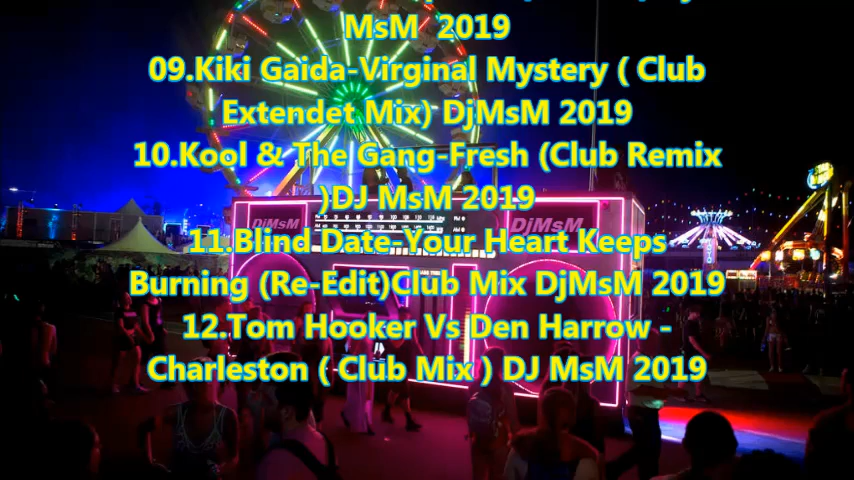 MsM 2019
09.Kiki Gaida-Virginal Mystery ( Club
Extendet Mix) DjMsM 2019
10.Kool & The Gang-Fresh (Club Remix
)DJ MsM 2019
DjMsM
DjMsM
11.Blind Date-Your Heart Keeps
Burning (Re-Edit)Club Mix DjMsM 2019
12.Tom Hooker Vs Den Harrow -
Charleston ( Club Mix ) DJ MsM 2019